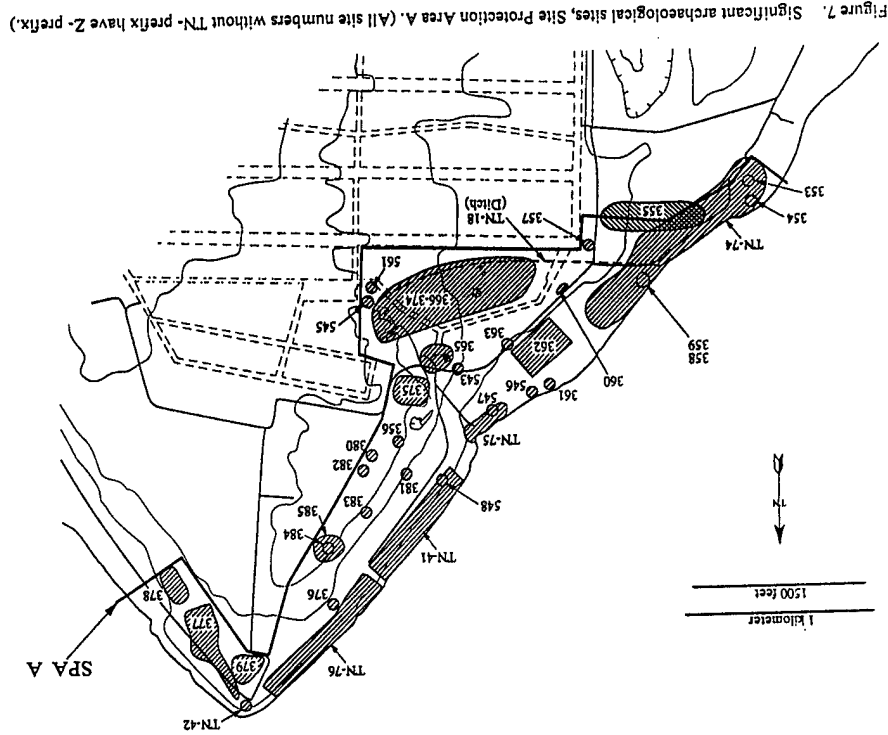 TN-42
SPA A
TN-76
379
377
378
376
1 kilometer
1500 feet
TN-41
384
385
548
383
TN
381
382
380
356
TN-75
547
546
361
375
543
360
358
359
362
363
365
545
366-374
561
TN-74
357
TN-18
(Ditch)
355
354
353
Figure 7. Significant archaeological sites, Site Protection Area A. (All site numbers without TN- prefix have Z- prefix.)